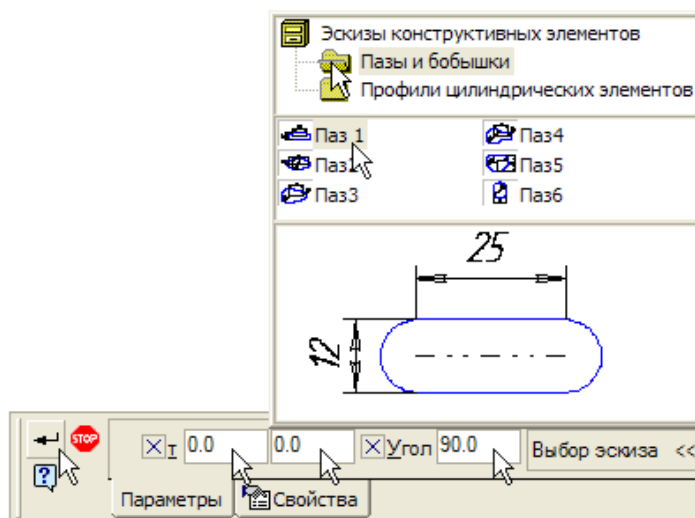 Эскизы конструктивных элементов
Пазы и бобышки
Профили цилиндрических элементов
Паз 1
Паз4
Паз5
Паз3
Паз6
25
12
STOP
т 0.0 0.0 Угол 90.0 Выбор эскиза <<
Параметры Свойства